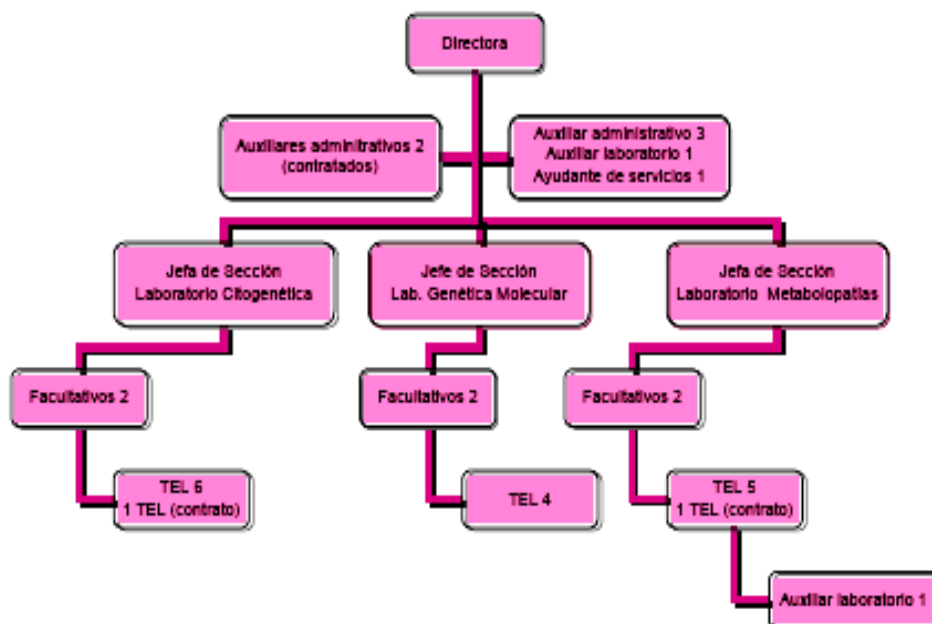 Directora
Auxiliares adminitrativos 2
(contratados)
Auxiliar administrativo 3
Auxiliar laboratorio 1
Ayudante de servicios 1
Jefa de Sección
Laboratorio Citogenética
Jefe de Sección
Lab. Genética Molecular
Jefa de Sección
Laboratorio Metabolopatías
Facultativos 2
Facultativos 2
Facultativos 2
TEL 6
1 TEL (contrato)
TEL 4
TEL 5
1 TEL (contrato)
Auxiliar laboratorio 1